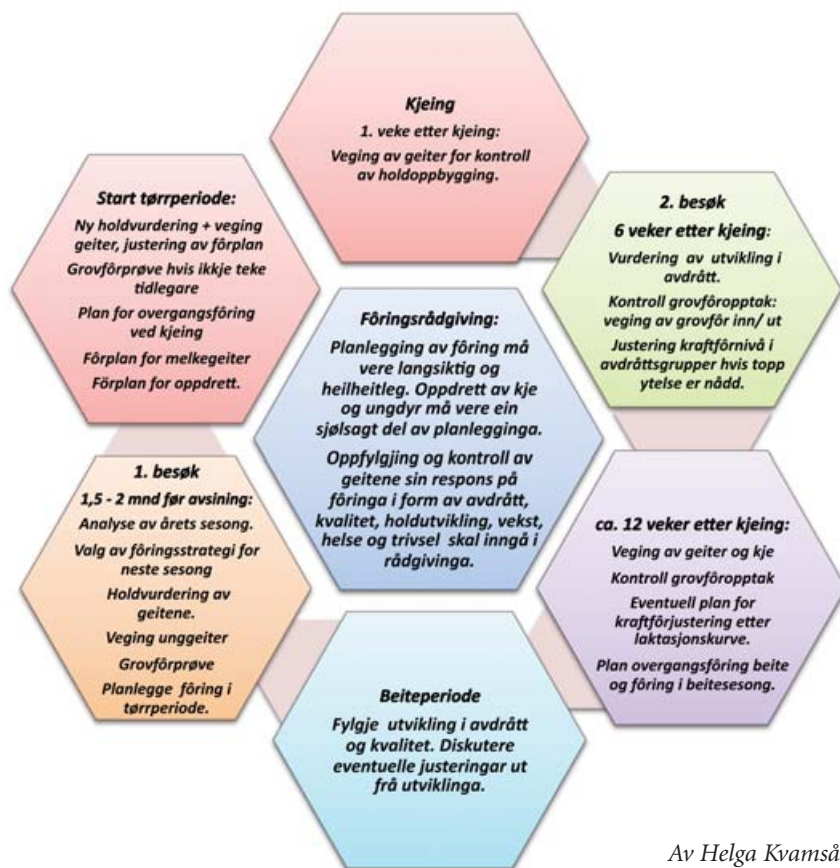 Kjeing
1. veke etter kjeing:
Veging av geiter for kontroll
av holdoppbygging.
2. besøk
6 veker etter kjeing:
Vurdering av utvikling i
avdrått.
Kontroll grovfôropptak:
veging av grovfôr inn/ ut
Justering kraftfôrnivå i
avdråttsgrupper hvis topp
ytelse er nådd.
ca. 12 veker etter kjeing:
Veging av geiter og kje
Kontroll grovfôropptak
Eventuell plan for
kraftfôrjustering etter
laktasjonskurve.
Plan overgangsfôring beite
og fôring i beitesesong.
Beiteperiode
Fylgje utvikling i avdrått
og kvalitet. Diskutere
eventuelle justeringar ut
frå utviklinga.
1. besøk
1,5 - 2 mnd før avsining:
Analyse av årets sesong.
Valg av fôringsstrategi for
neste sesong
Holdvurdering av
geitene.
Veging unggeiter
Grovfôrprøve
Planlegge fôring i
tørrperiode.
Start tørrperiode:
Ny holdvurdering + veging
geiter, justering av fôrplan
Grovfôrprøve hvis ikkje teke
tidlegare
Plan for overgangsfôring
ved kjeing
Fôrplan for melkegeiter
Förplan for oppdrett.
Fôringsrådgiving:
Planlegging av fôring må
vere langsiktig og
heilheitleg. Oppdrett av kje
og ungdyr må vere ein
sjølsagt del av planlegginga.
Oppfylgjing og kontroll av
geitene sin respons på
fôringa i form av avdrått,
kvalitet, holdutvikling, vekst,
helse og trivsel skal inngå i
rådgivinga.
Av Helga Kvamså